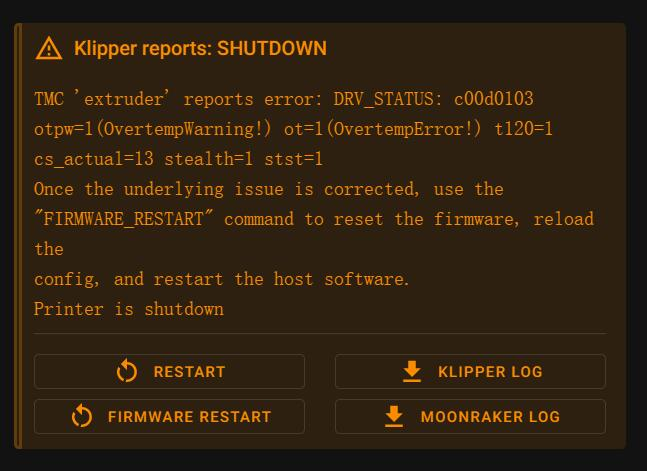 Klipper reports: SHUTDOWN
TMC 'extruder' reports error: DRV_STATUS: c00d0103
otpw=1(OvertempWarning!) ot=1(OvertempError!) t120=1
cs_actual=13 stealth=1 stst=1
Once the underlying issue is corrected, use the
"FIRMWARE_RESTART" command to reset the firmware, reload
the
config, and restart the host software.
Printer is shutdown
RESTART
KLIPPER LOG
FIRMWARE RESTART
MOONRAKER LOG